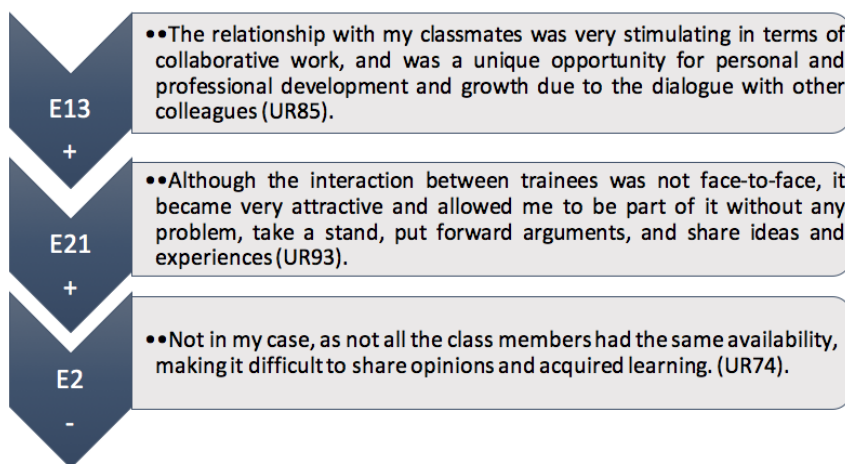 ••The relationship with my classmates was very stimulating in terms of
collaborative work, and was a unique opportunity for personal and
professional development and growth due to the dialogue with other
colleagues (UR85).
E13
+
••Although the interaction between trainees was not face-to-face, it
became very attractive and allowed me to be part of it without any
problem, take a stand, put forward arguments, and share ideas and
experiences (UR93).
E21
+
••Not in my case, as not all the class members had the same availability,
making it difficult to share opinions and acquired learning. (UR74).
E2
-